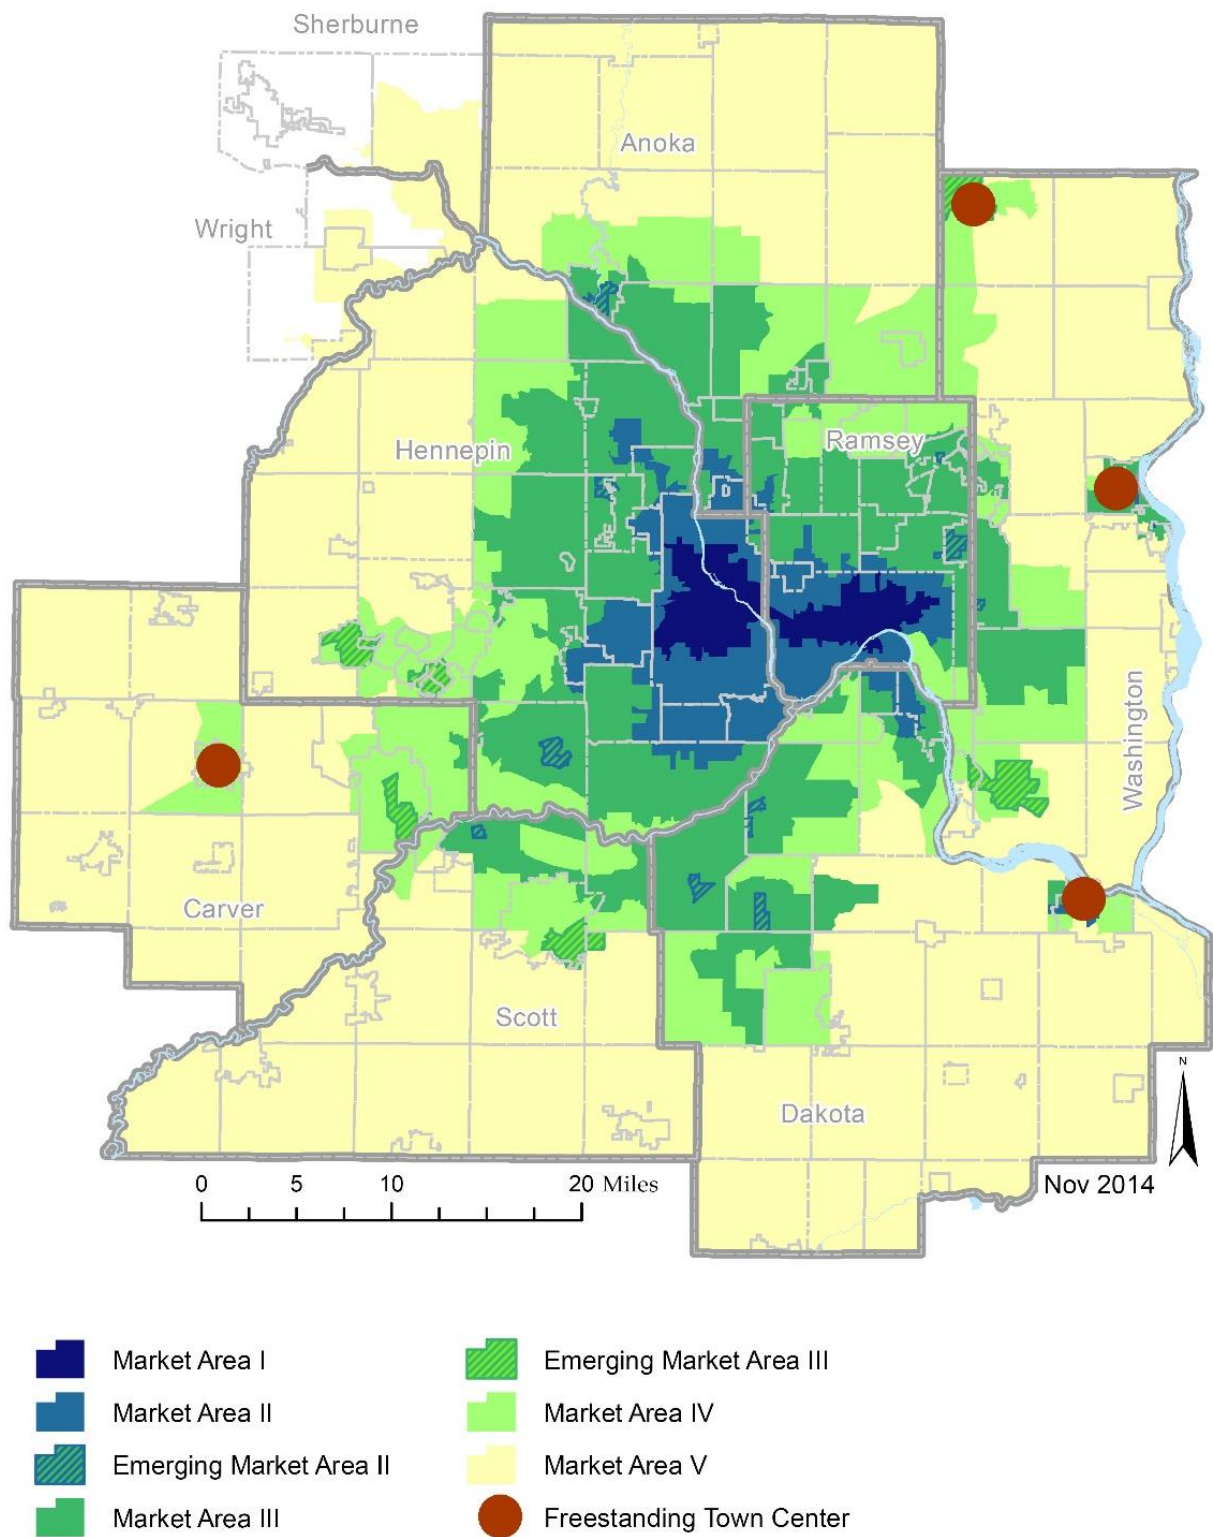 Sherburne
Anoka
Wright
Hennepin
Ramsey
Washington
Carver
Scott
Dakota
N
0 5 10 20 Miles
Nov 2014
Market Area I
Market Area II
Emerging Market Area II
Market Area III
Emerging Market Area III
Market Area IV
Market Area V
Freestanding Town Center